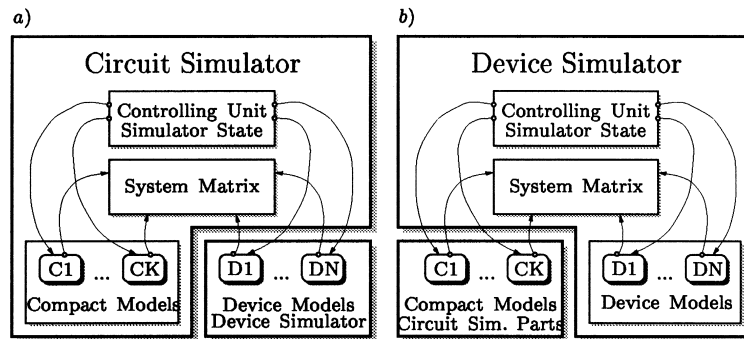 a)
Circuit Simulator
Controlling Unit
Simulator State
System Matrix
C1 ... CK
Compact Models
D1 ... DN
Device Models
Device Simulator
b)
Device Simulator
Controlling Unit
Simulator State
System Matrix
C1 ... CK
Compact Models
Circuit Sim. Parts
D1 ... DN
Device Models